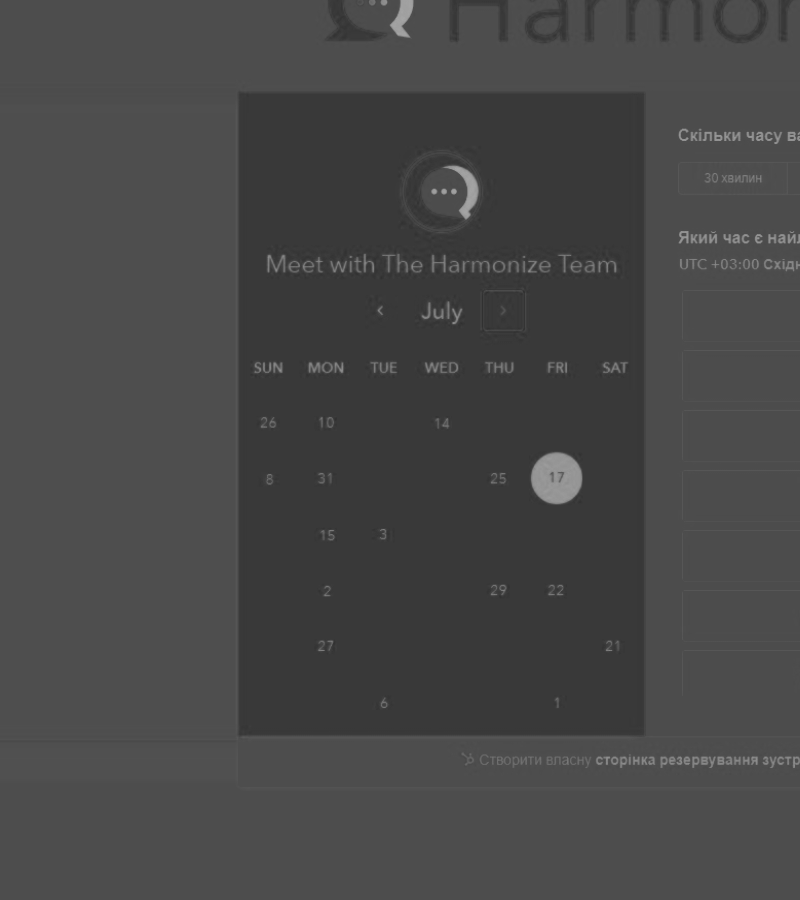 Harmon
Meet with The Harmonize Team
July
SUN MON TUE WED THU FRI SAT
26 10 14
8 31 25 17
15 3
2 29 22
27 21
6 1
Скільки часу ва
30 хвилин
Який час є найл
UTC +03:00 Східн
Створити власну сторінка резервування зустр